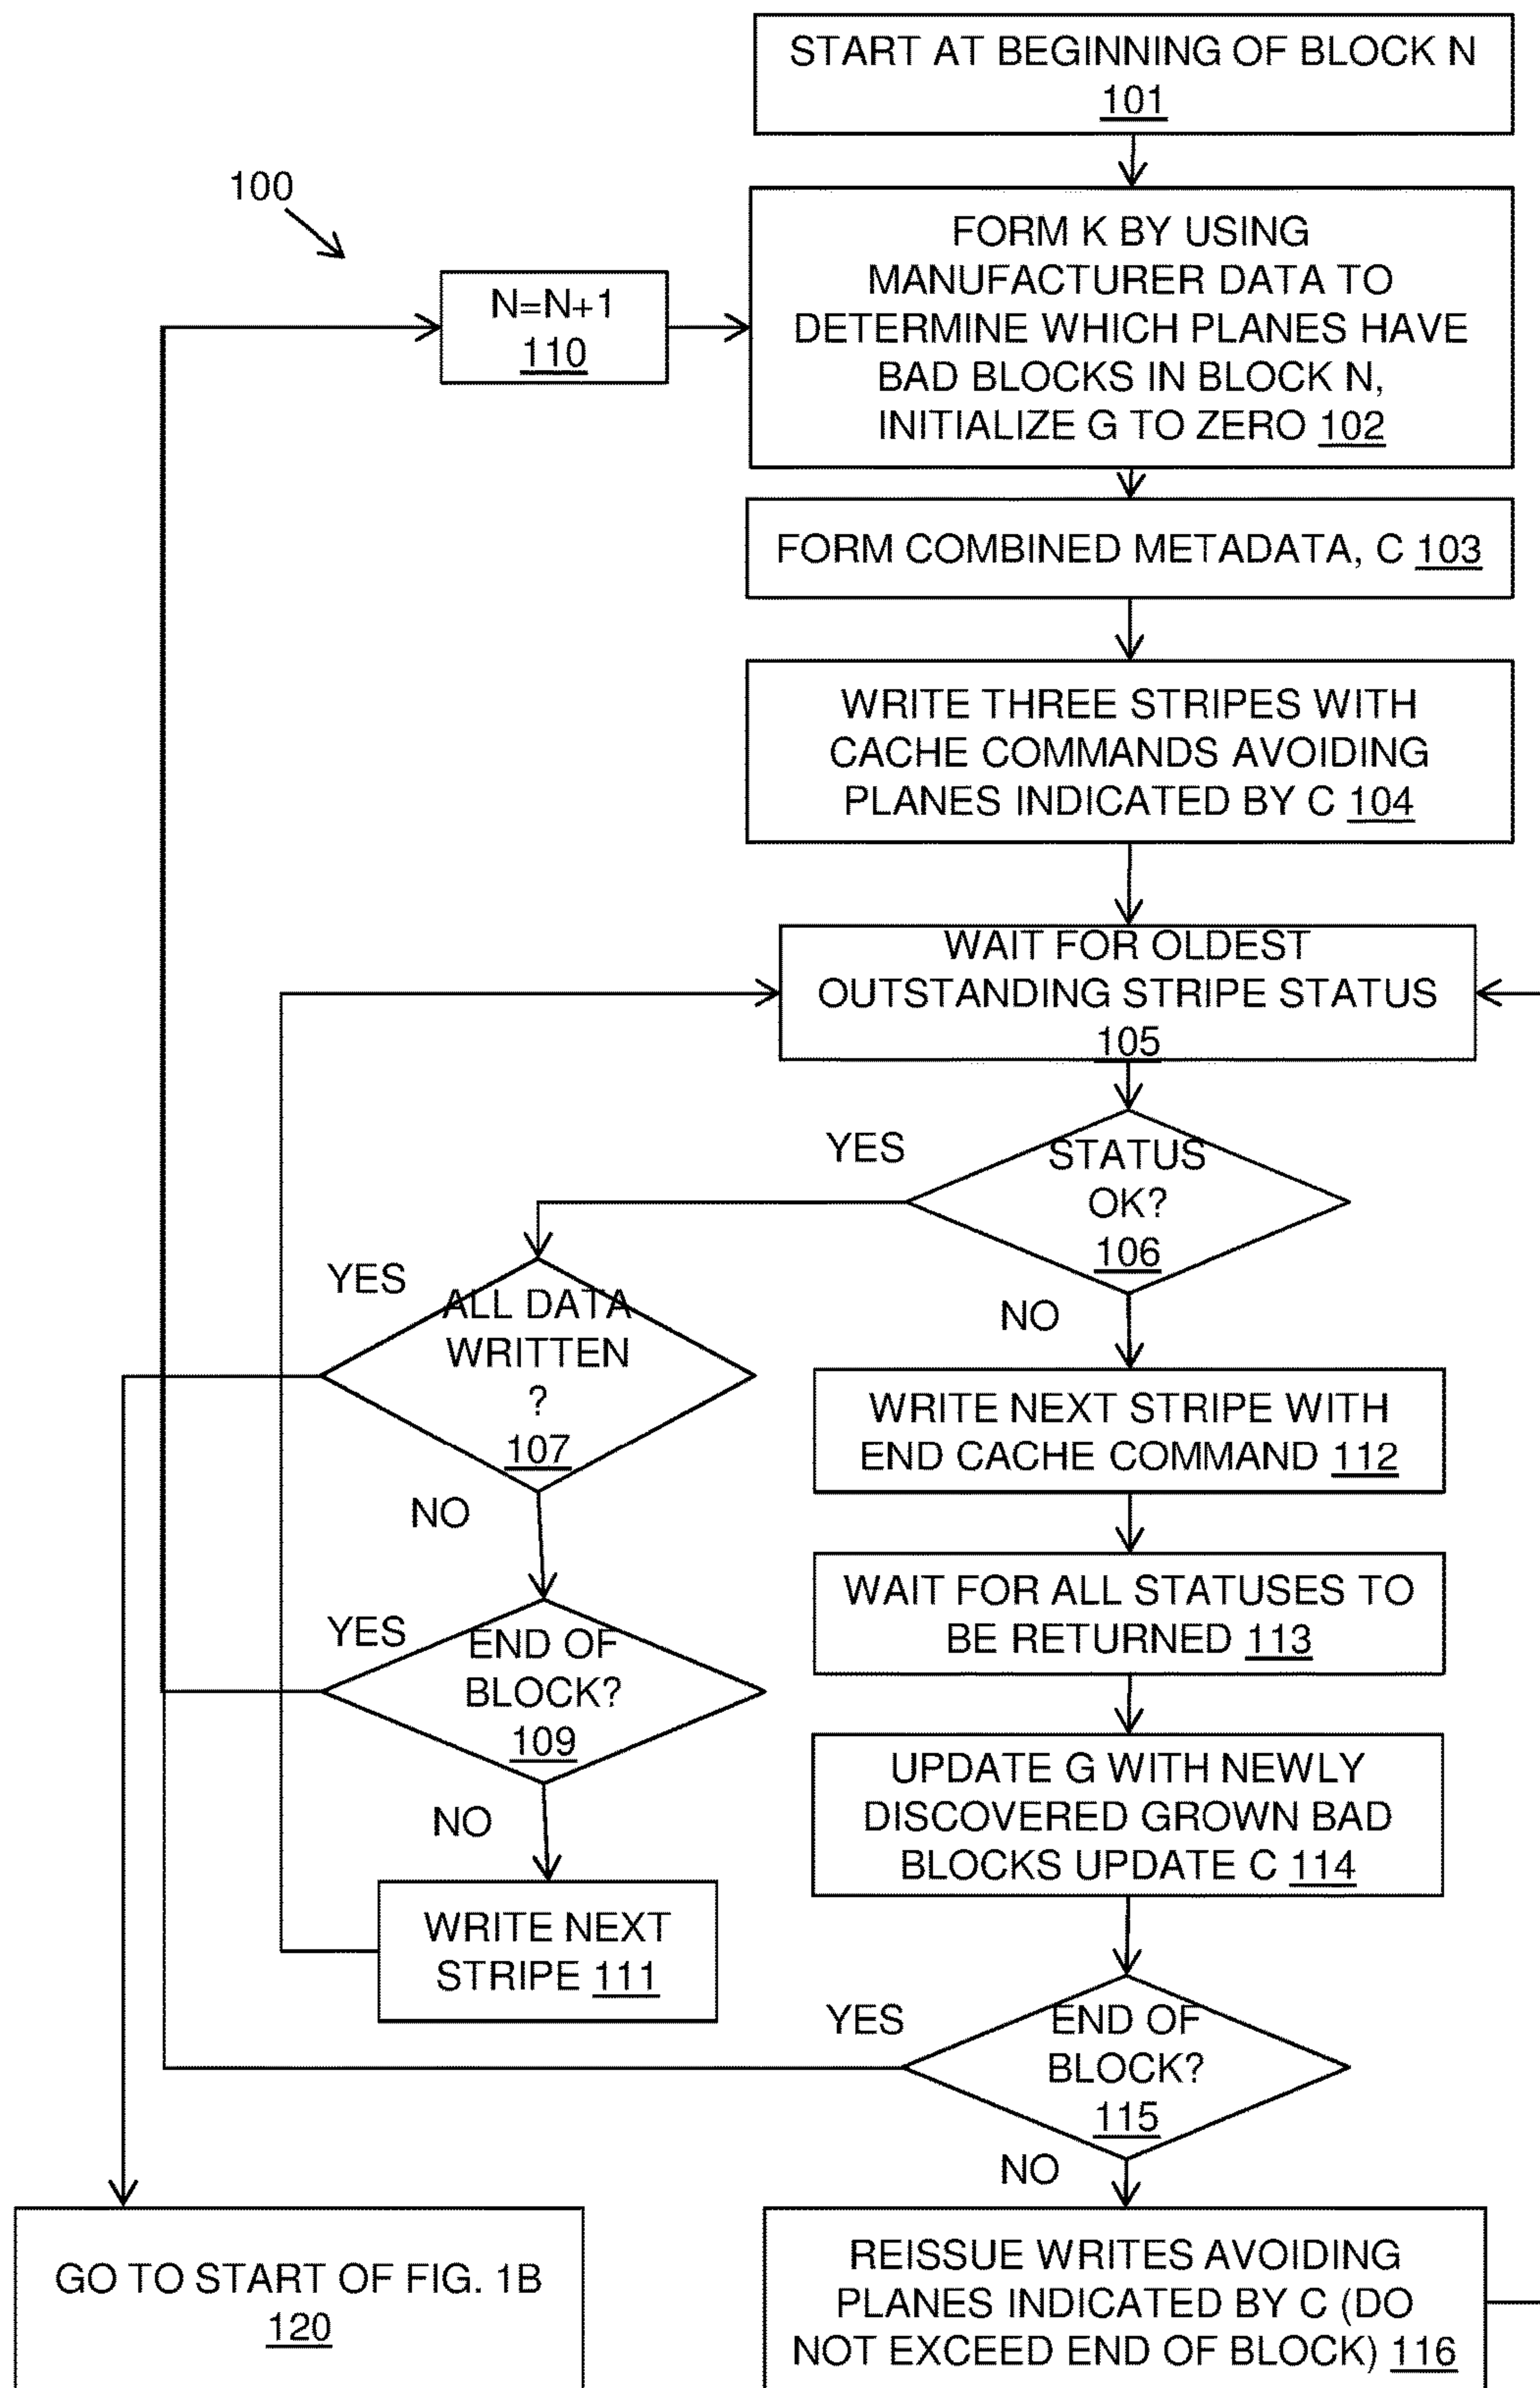 START AT BEGINNING OF BLOCK N
101
100
FORM K BY USING
MANUFACTURER DATA TO
DETERMINE WHICH PLANES HAVE
BAD BLOCKS IN BLOCK N,
INITIALIZE G TO ZERO 102
N=N+1
110
FORM COMBINED METADATA, C 103
WRITE THREE STRIPES WITH
CACHE COMMANDS AVOIDING
PLANES INDICATED BY C 104
WAIT FOR OLDEST
OUTSTANDING STRIPE STATUS
105
YES
STATUS
OK?
106
NO
YES
ALL DATA
WRITTEN
?
107
NO
WRITE NEXT STRIPE WITH
END CACHE COMMAND 112
WAIT FOR ALL STATUSES TO
BE RETURNED 113
YES
END OF
BLOCK?
109
NO
UPDATE G WITH NEWLY
DISCOVERED GROWN BAD
BLOCKS UPDATE C 114
WRITE NEXT
STRIPE 111
YES
END OF
BLOCK?
115
NO
GO TO START OF FIG. 1B
120
REISSUE WRITES AVOIDING
PLANES INDICATED BY C (DO
NOT EXCEED END OF BLOCK) 116